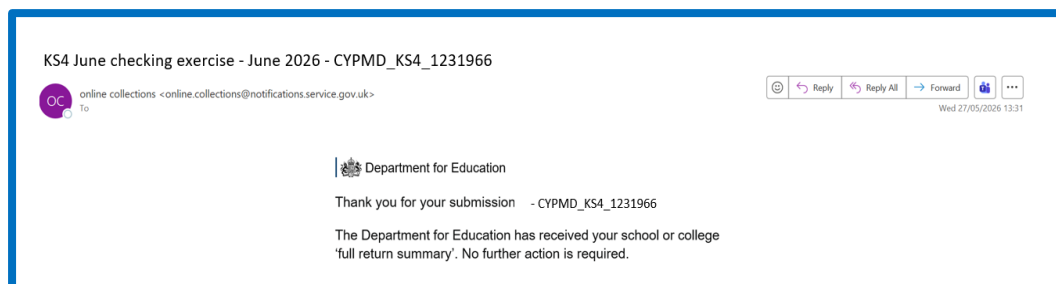 KS4 June checking exercise - June 2026 - CYPMD_KS4_1231966
OC
online collections <online.collections@notifications.service.gov.uk>
To
Reply
Reply All
Forward
Wed 27/05/2026 13:31
Department for Education
Thank you for your submission - CYPMD_KS4_1231966
The Department for Education has received your school or college
‘full return summary’. No further action is required.